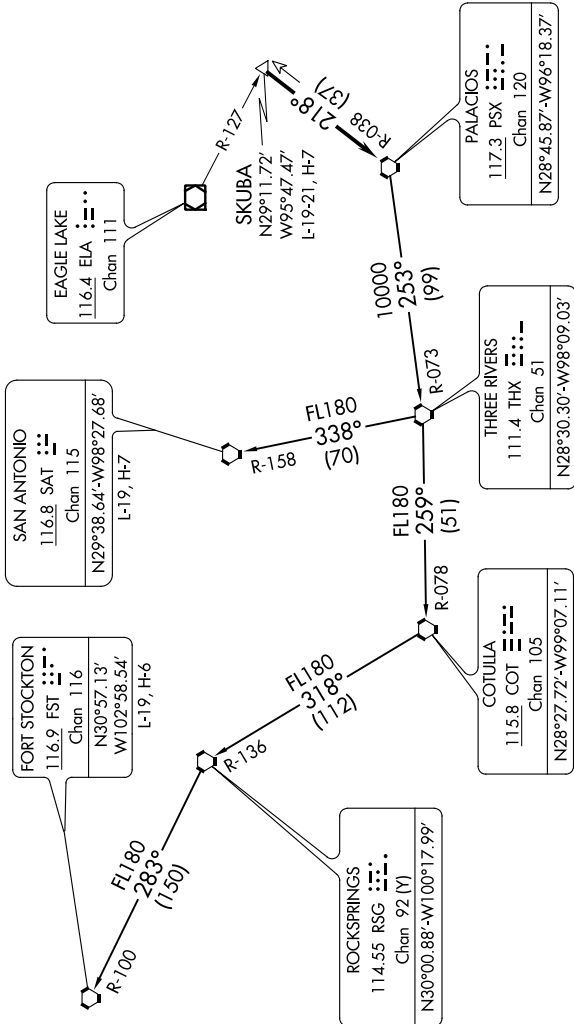 FORT STOCKTON
116.9 FST
Chan 116
N30°57.13'
W102°58.54'
L-19, H-6
SAN ANTONIO
116.8 SAT
Chan 115
N29°38.64'-W98°27.68'
L-19, H-7
EAGLE LAKE
116.4 ELA
Chan 111
R-127
SKUBA
N29°11.72'
W95°47.47'
L-19-21, H-7
218°
(37)
R-038
PALACIOS
117.3 PSX
Chan 120
N28°45.87'-W96°18.37'
10000
253°
(99)
R-073
THREE RIVERS
111.4 THX
Chan 51
N28°30.30'-W98°09.03'
FL180
338°
(70)
R-158
FL180
259°
(51)
R-078
COTULLA
115.8 COT
Chan 105
N28°27.72'-W99°07.11'
FL180
318°
(112)
R-136
ROCKSPRINGS
114.55 RSG
Chan 92 (Y)
N30°00.88'-W100°17.99'
FL180
283°
(150)
R-100